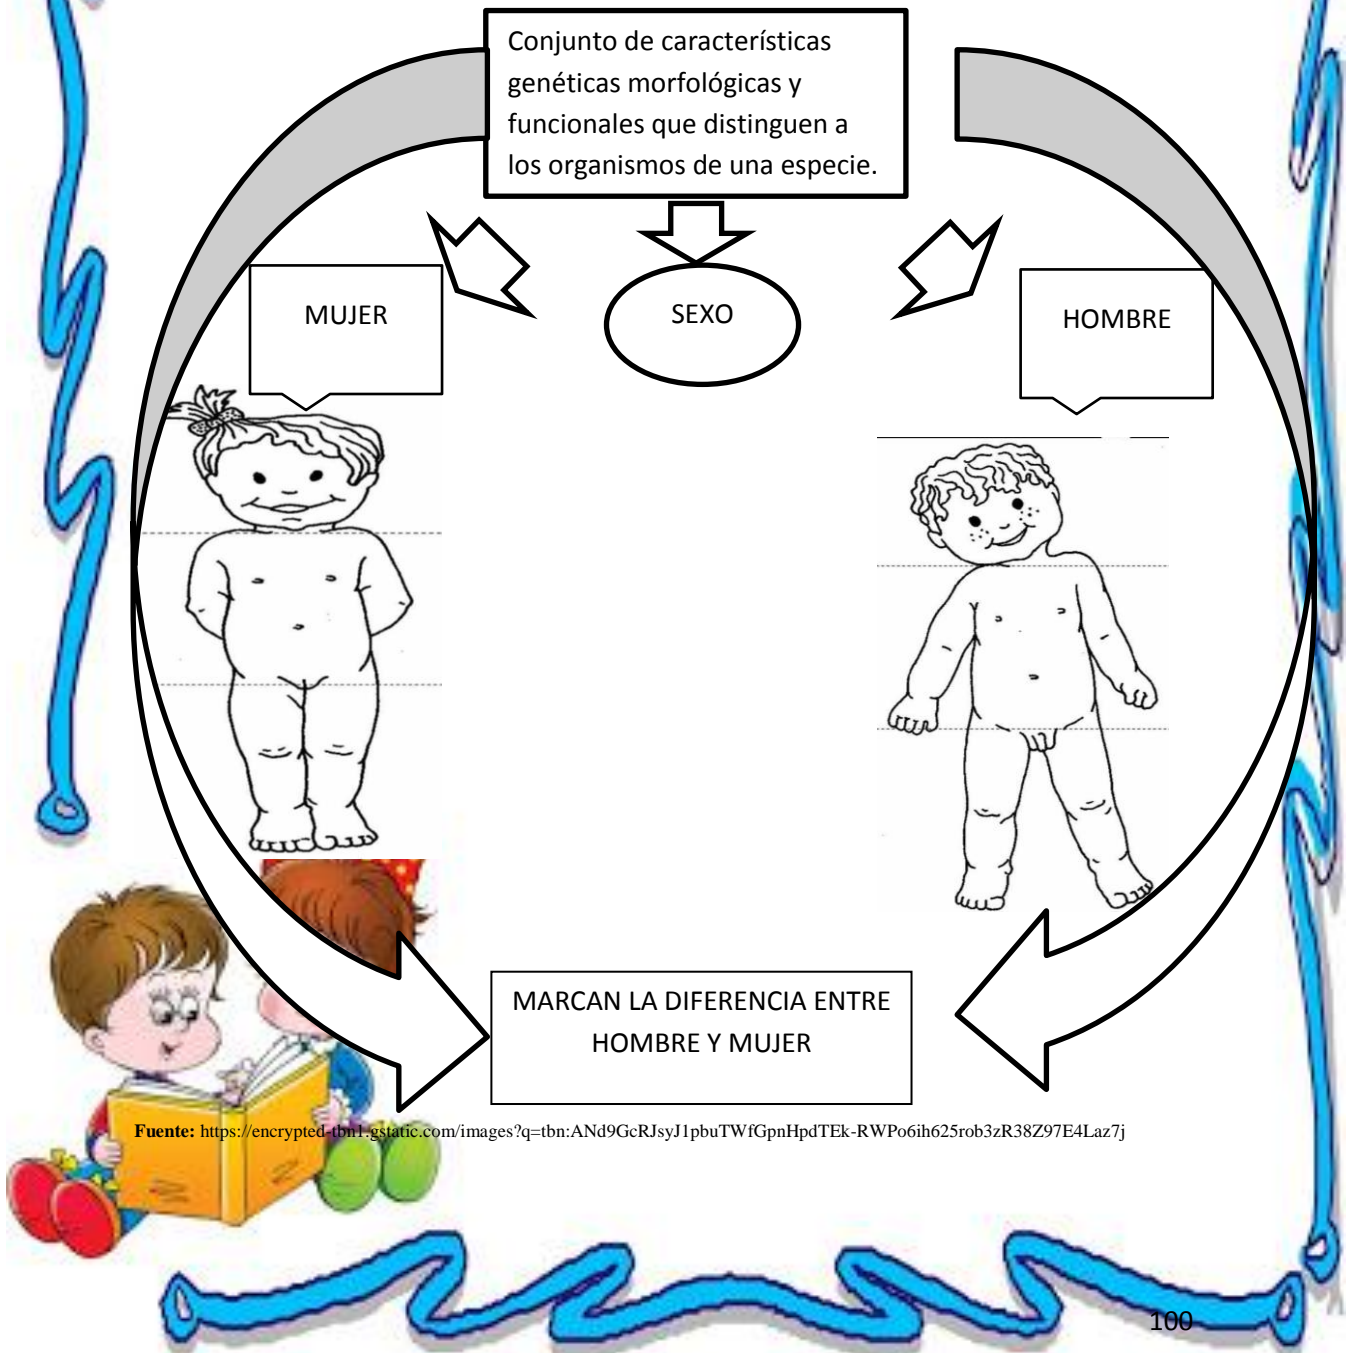 Conjunto de características
genéticas morfológicas y
funcionales que distinguen a
los organismos de una especie.
MUJER
SEXO
HOMBRE
MARCAN LA DIFERENCIA ENTRE
HOMBRE Y MUJER
Fuente: https://encrypted-tbn1.gstatic.com/images?q=tbn:ANd9GcRJsyJ1pbuTWfGpnHpdTEk-RWPo6ih625rob3zR38Z97E4Laz7j
100